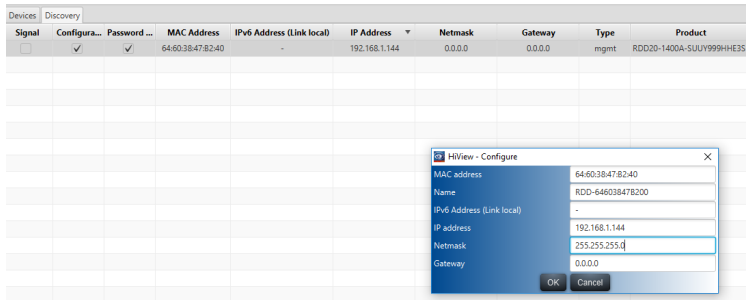 Devices Discovery
Signal Configura... Password ... MAC Address IPv6 Address (Link local) IP Address Netmask Gateway Type Product
64:60:38:47:B2:40 - 192.168.1.144 0.0.0.0 0.0.0.0 mgmt RDD20-1400A-SUUY999HHE3S
HiView - Configure
MAC address 64:60:38:47:B2:40
Name RDD-64603847B200
IPv6 Address (Link local) -
IP address 192.168.1.144
Netmask 255.255.255.0
Gateway 0.0.0.0
OK Cancel